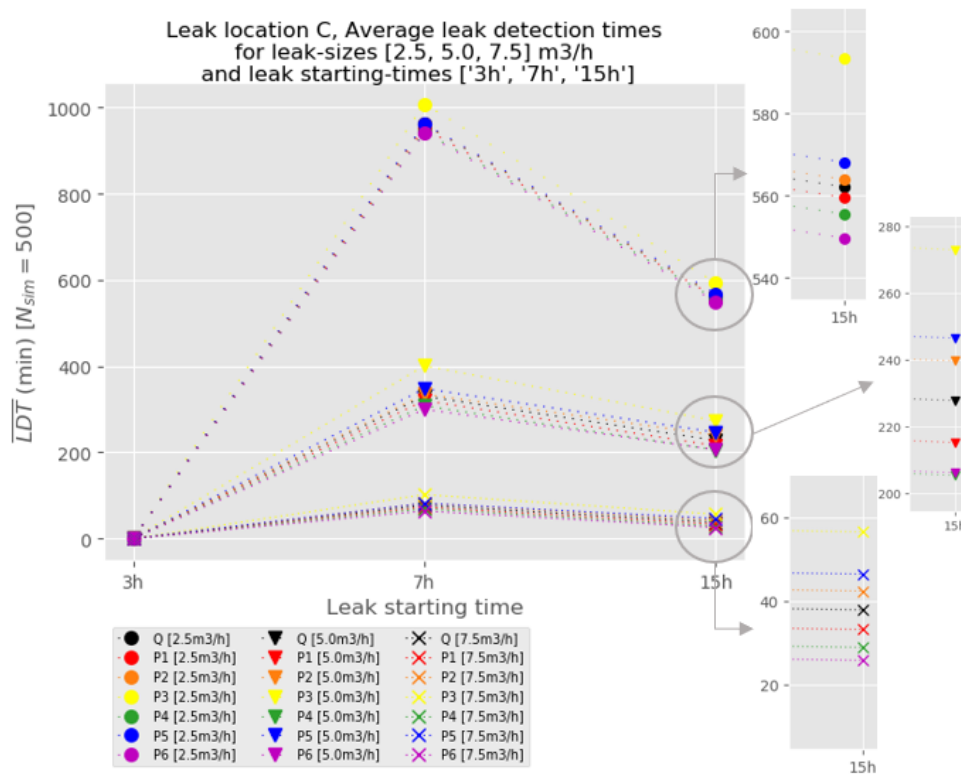 Leak location C, Average leak detection times
for leak-sizes [2.5, 5.0, 7.5] m3/h
and leak starting-times ['3h', '7h', '15h']
1000
800
600
400
200
0
3h
7h
15h
Leak starting time
LDT (min) [N_sim = 500]
600
580
560
540
15h
280
260
240
220
200
15h
60
40
20
15h
Q [2.5m3/h] Q [5.0m3/h] Q [7.5m3/h]
P1 [2.5m3/h] P1 [5.0m3/h] P1 [7.5m3/h]
P2 [2.5m3/h] P2 [5.0m3/h] P2 [7.5m3/h]
P3 [2.5m3/h] P3 [5.0m3/h] P3 [7.5m3/h]
P4 [2.5m3/h] P4 [5.0m3/h] P4 [7.5m3/h]
P5 [2.5m3/h] P5 [5.0m3/h] P5 [7.5m3/h]
P6 [2.5m3/h] P6 [5.0m3/h] P6 [7.5m3/h]